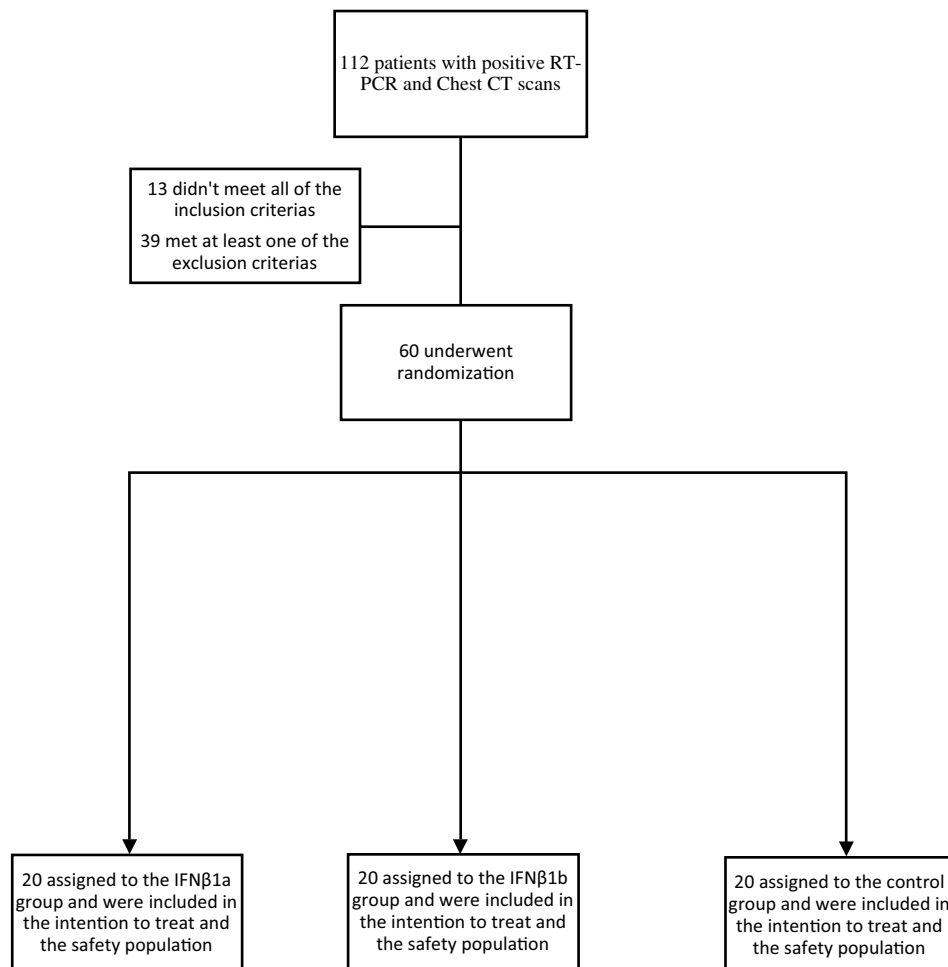 112 patients with positive RT-
PCR and Chest CT scans
13 didn't meet all of the
inclusion criterias
39 met at least one of the
exclusion criterias
60 underwent
randomization
20 assigned to the IFNβ1a
group and were included in
the intention to treat and
the safety population
20 assigned to the IFNβ1b
group and were included in
the intention to treat and
the safety population
20 assigned to the control
group and were included in
the intention to treat and
the safety population